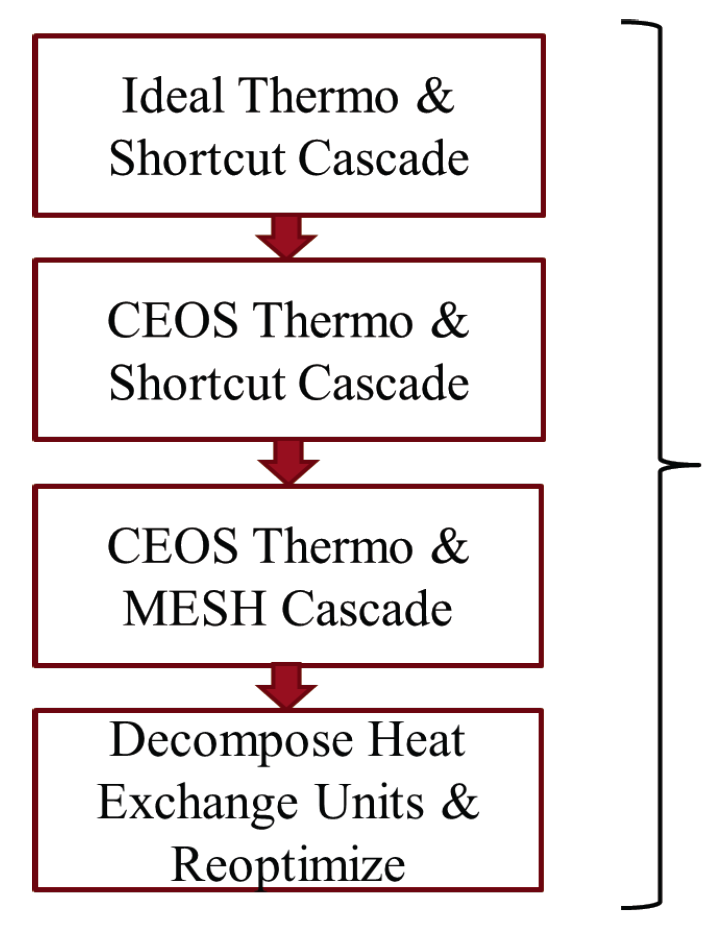 Ideal Thermo &
Shortcut Cascade
CEOS Thermo &
Shortcut Cascade
CEOS Thermo &
MESH Cascade
Decompose Heat
Exchange Units &
Reoptimize